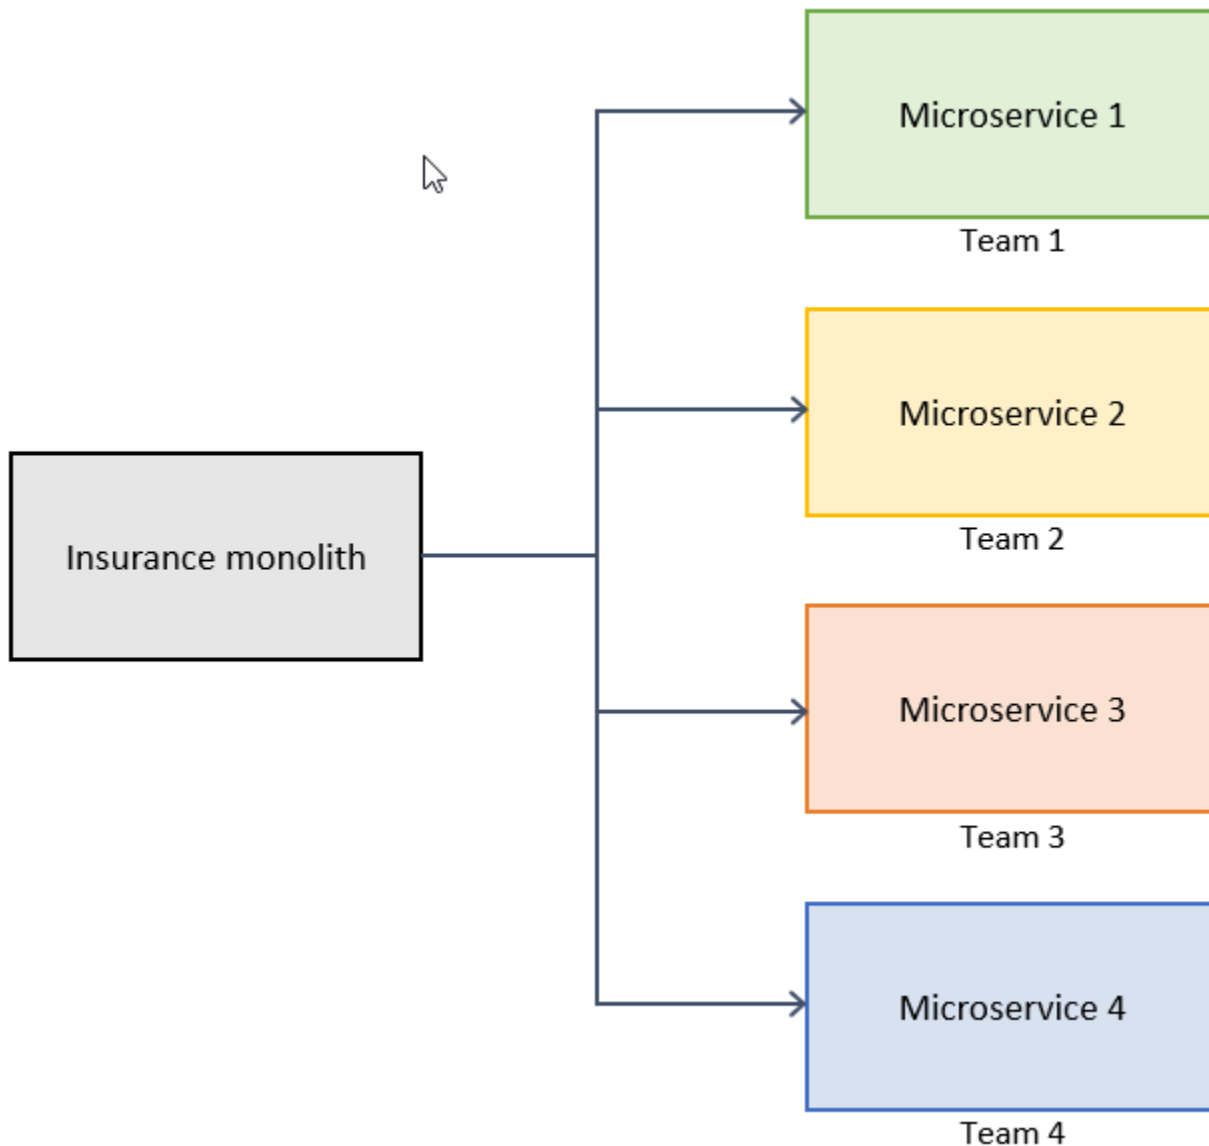 Microservice 1
Team 1
Microservice 2
Team 2
Insurance monolith
Microservice 3
Team 3
Microservice 4
Team 4